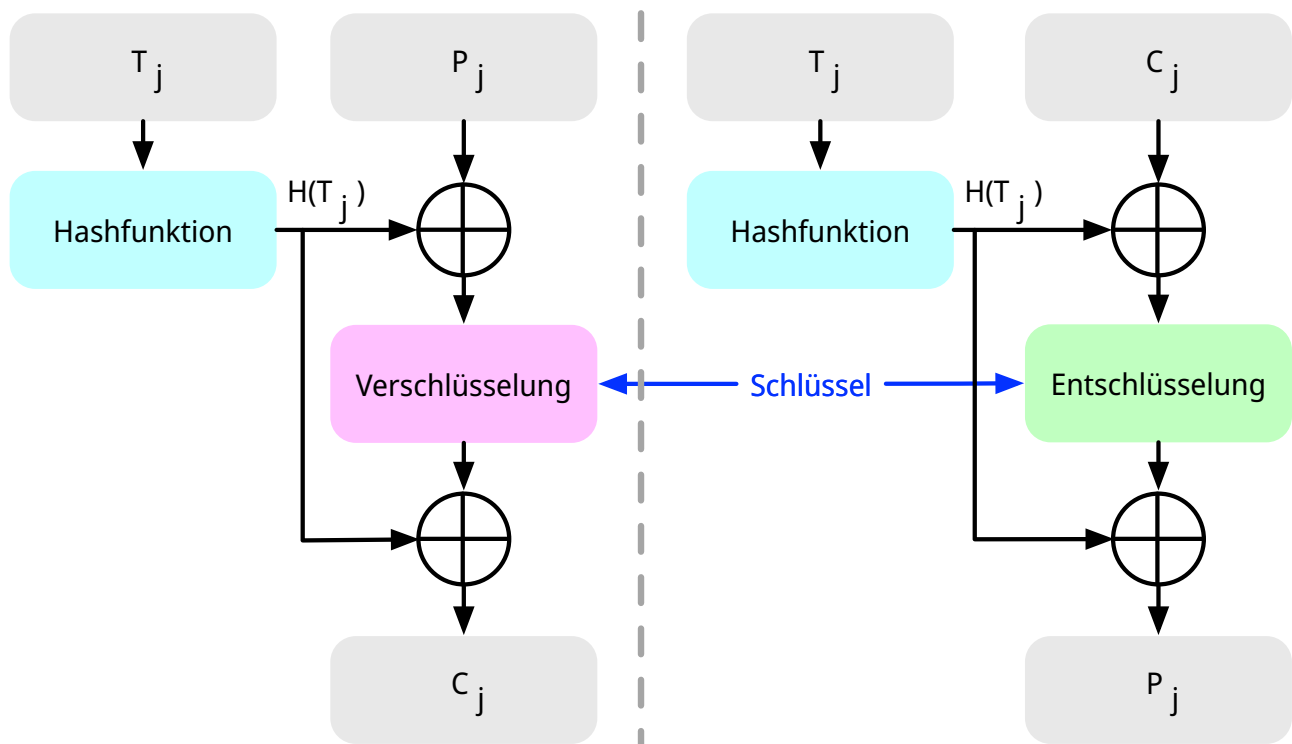 T j
P j
T j
C j
H(T j )
H(T j )
Hashfunktion
Hashfunktion
Verschlüsselung
Schlüssel
Entschlüsselung
C j
P j